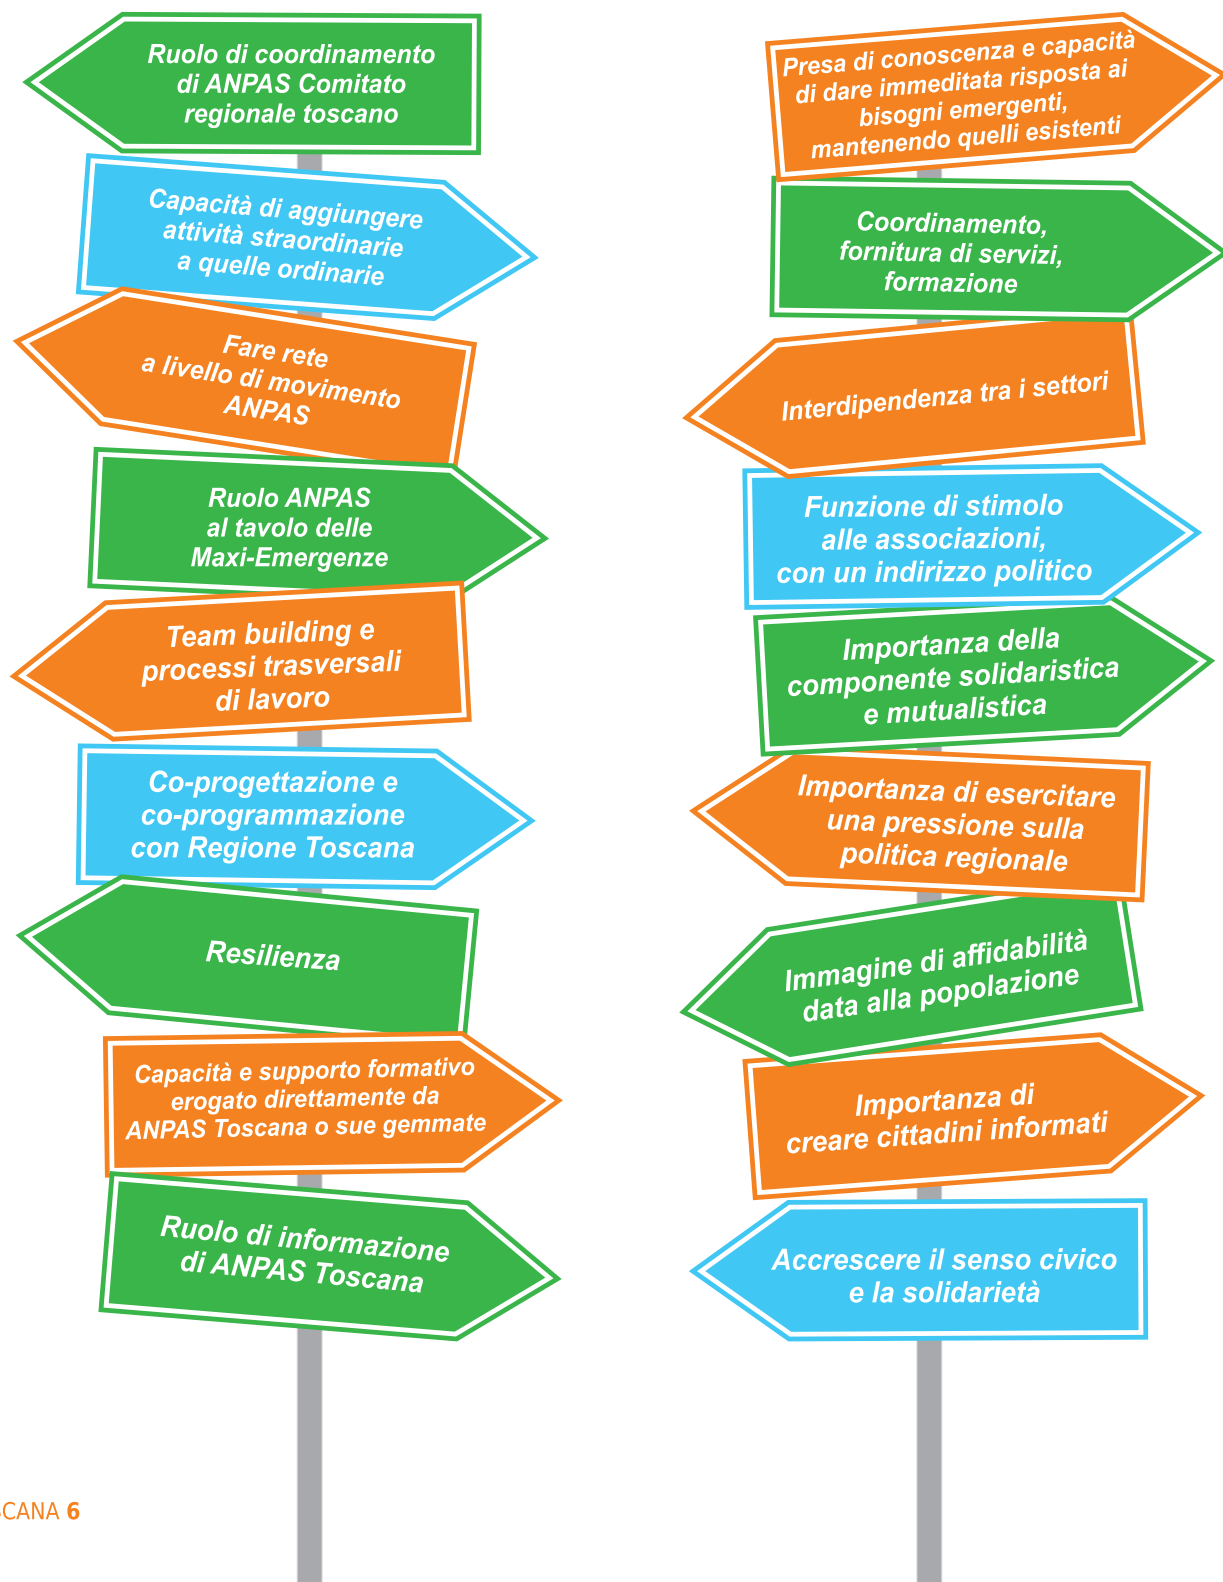 Ruolo di coordinamento
di ANPAS Comitato
regionale toscano
Capacità di aggiungere
attività straordinarie
a quelle ordinarie
Fare rete
a livello di movimento
ANPAS
Ruolo ANPAS
al tavolo delle
Maxi-Emergenze
Team building e
processi trasversali
di lavoro
Co-progettazione e
co-programmazione
con Regione Toscana
Resilienza
Capacità e supporto formativo
erogato direttamente da
ANPAS Toscana o sue gemmate
Ruolo di informazione
di ANPAS Toscana
Presa di conoscenza e capacità
di dare immeditata risposta ai
bisogni emergenti,
mantenendo quelli esistenti
Coordinamento,
fornitura di servizi,
formazione
Interdipendenza tra i settori
Funzione di stimolo
alle associazioni,
con un indirizzo politico
Importanza della
componente solidaristica
e mutualistica
Importanza di esercitare
una pressione sulla
politica regionale
Immagine di affidabilità
data alla popolazione
Importanza di
creare cittadini informati
Accrescere il senso civico
e la solidarietà
CANA 6